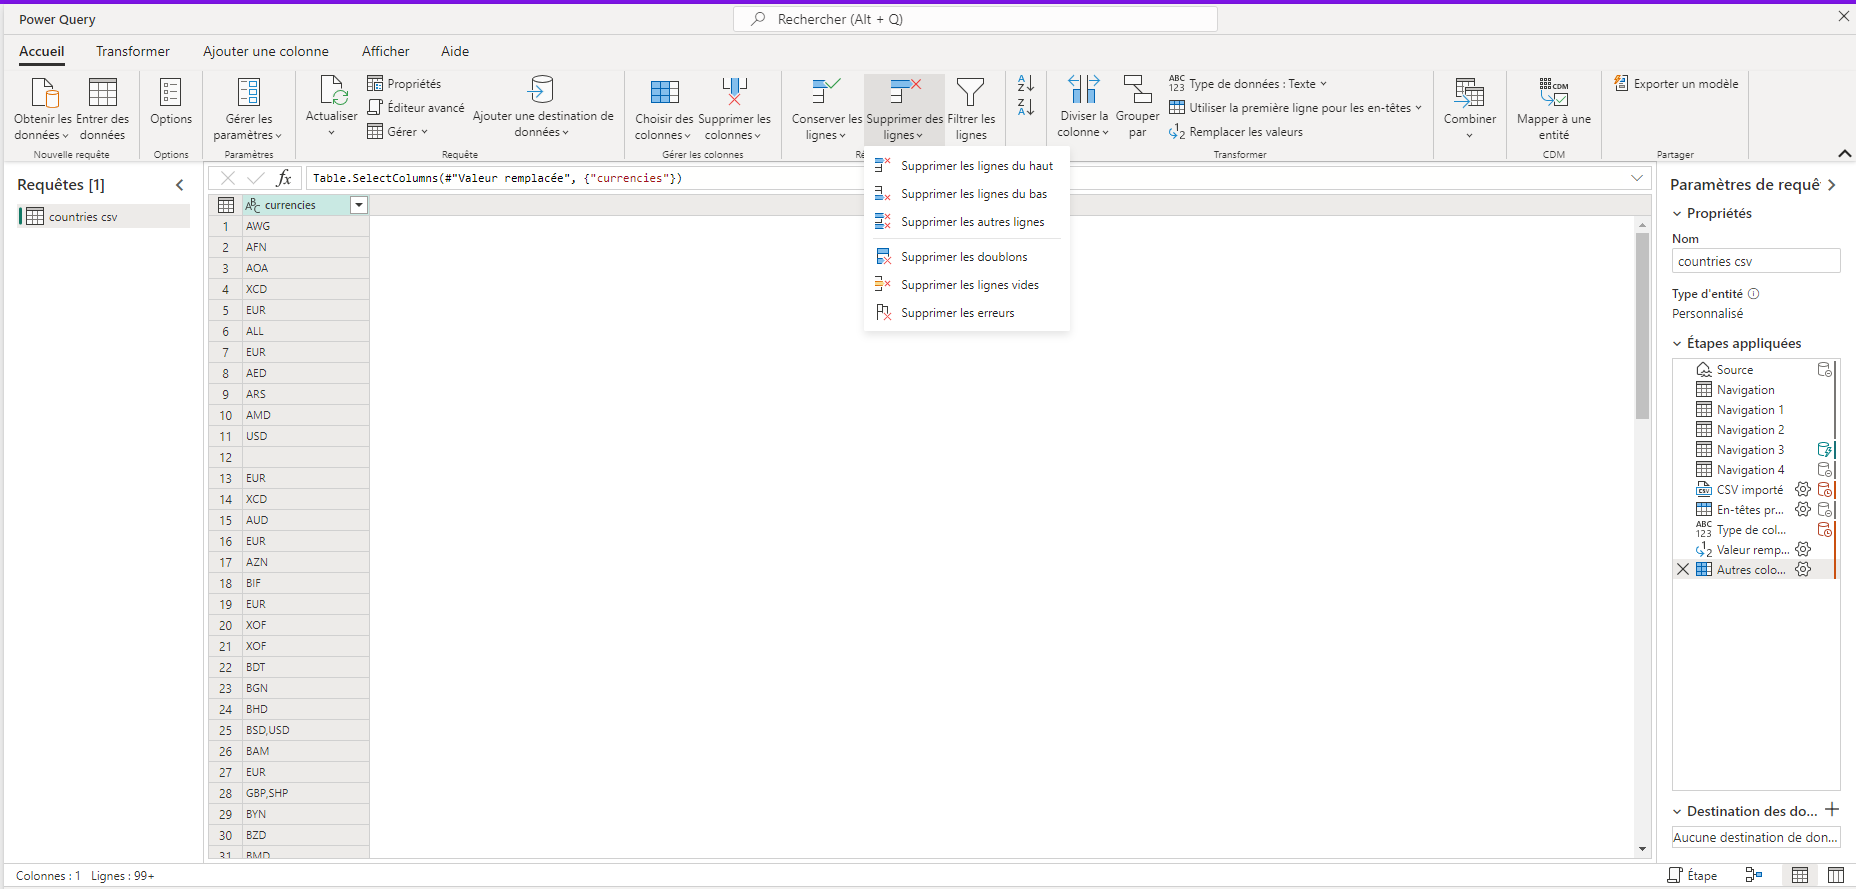 Power Query
Rechercher (Alt + Q)
Accueil
Transformer
Ajouter une colonne
Afficher
Aide
Obtenir les données
Entrer des données
Nouvelle requête
Options
Options
Gérer les paramètres
Paramètres
Actualiser
Propriétés
Éditeur avancé
Gérer
Ajouter une destination de données
Requête
Choisir des colonnes
Supprimer les colonnes
Gérer les colonnes
Conserver les lignes
Supprimer des lignes
Filtrer les lignes
Diviser la colonne
Grouper par
Type de données : Texte
Utiliser la première ligne pour les en-têtes
Remplacer les valeurs
Transformer
Combiner
Mapper à une entité
CDM
Exporter un modèle
Partager
Supprimer les lignes du haut
Supprimer les lignes du bas
Supprimer les autres lignes
Supprimer les doublons
Supprimer les lignes vides
Supprimer les erreurs
Requêtes [1]
countries csv
fx
Table.SelectColumns(#"Valeur remplacée", {"currencies"})
currencies
1 AWG
2 AFN
3 AOA
4 XCD
5 EUR
6 ALL
7 EUR
8 AED
9 ARS
10 AMD
11 USD
12
13 EUR
14 XCD
15 AUD
16 EUR
17 AZN
18 BIF
19 EUR
20 XOF
21 XOF
22 BDT
23 BGN
24 BHD
25 BSD,USD
26 BAM
27 EUR
28 GBP,SHP
29 BYN
30 BZD
31 BMD
Paramètres de requê
Propriétés
Nom
countries csv
Type d'entité
Personnalisé
Étapes appliquées
Source
Navigation
Navigation 1
Navigation 2
Navigation 3
Navigation 4
CSV importé
En-têtes pr...
Type de col...
Valeur remp...
Autres colo...
Destination des do...
Aucune destination de don...
Colonnes : 1 Lignes : 99+
Étape